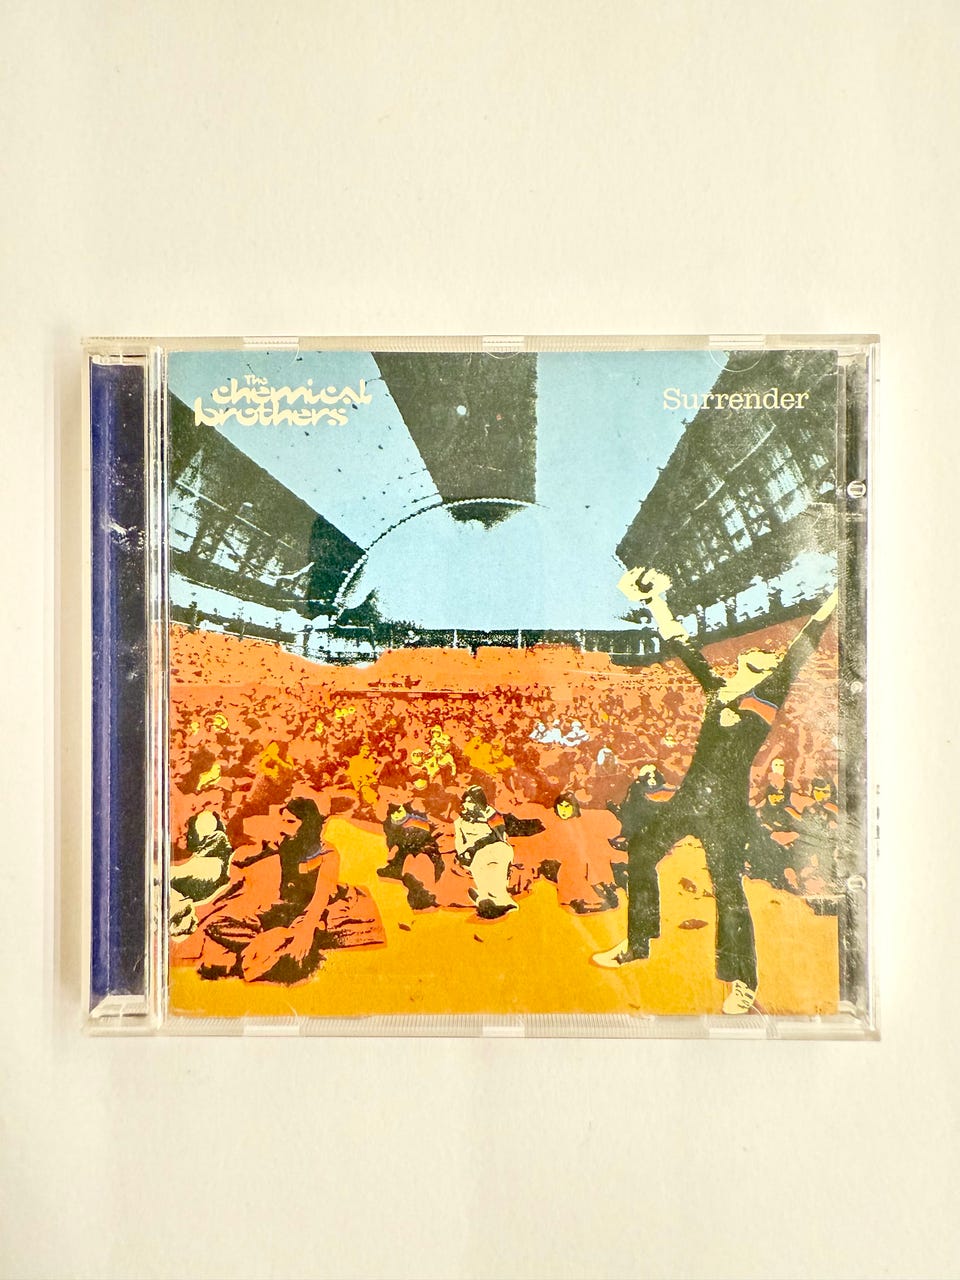 The
chemical
brothers
Surrender